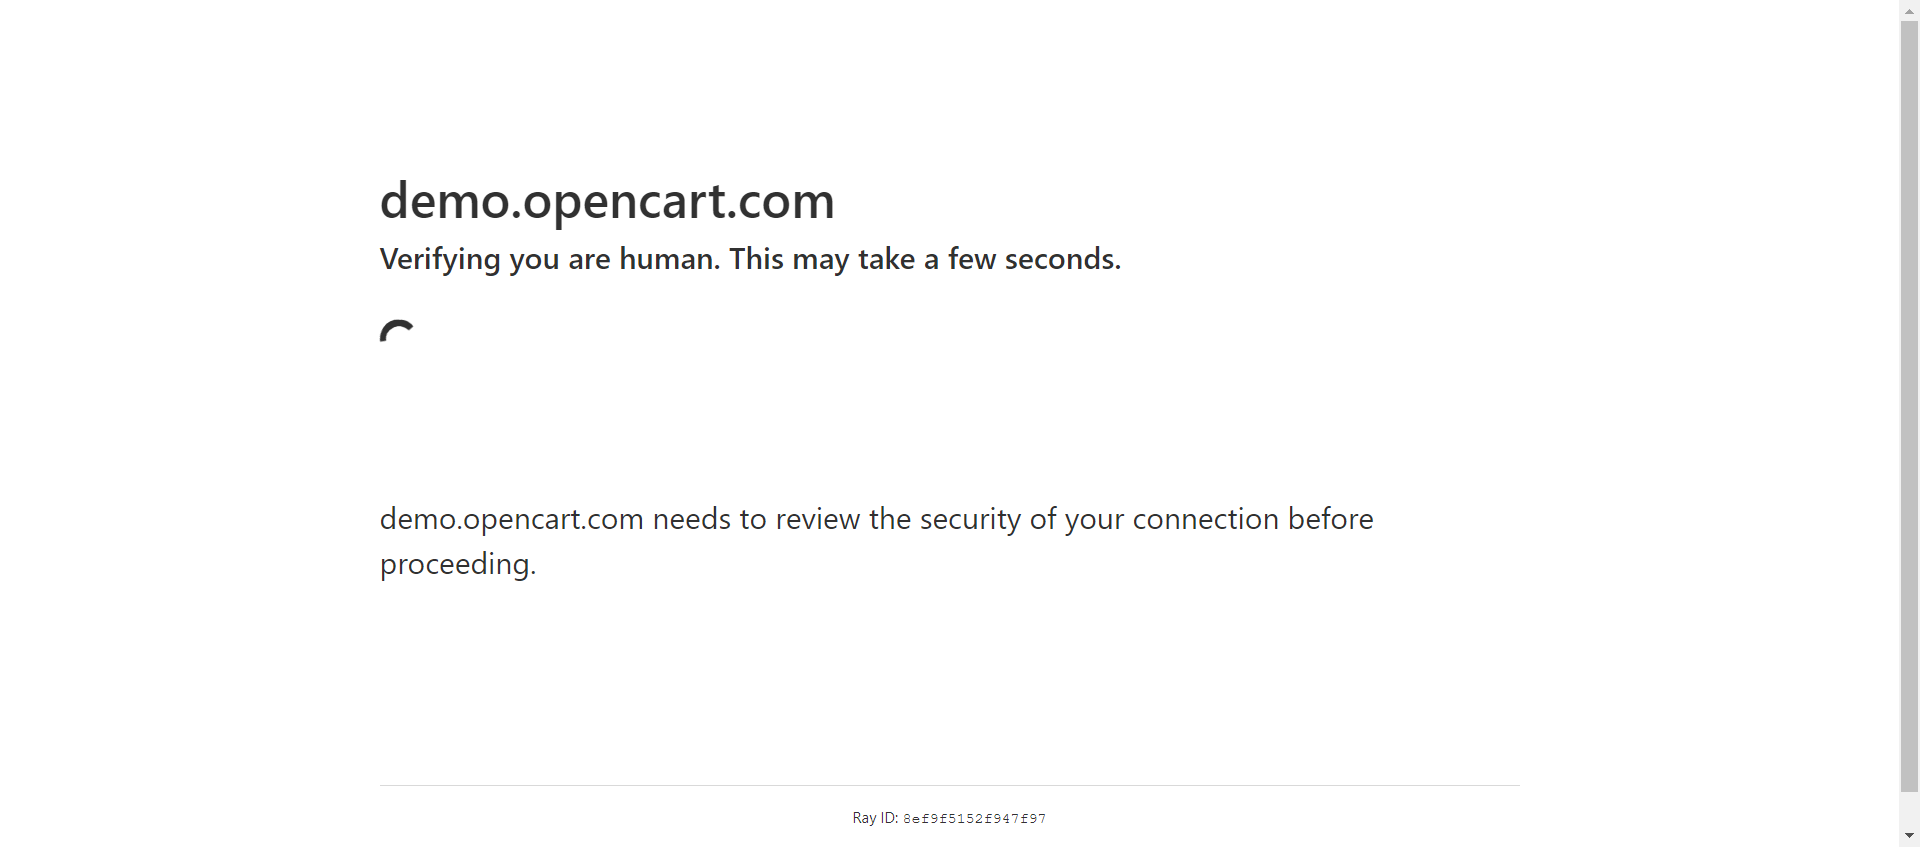 demo.opencart.com
Verifying you are human. This may take a few seconds.
demo.opencart.com needs to review the security of your connection before
proceeding.
Ray ID: 8ef9f5152f947f97